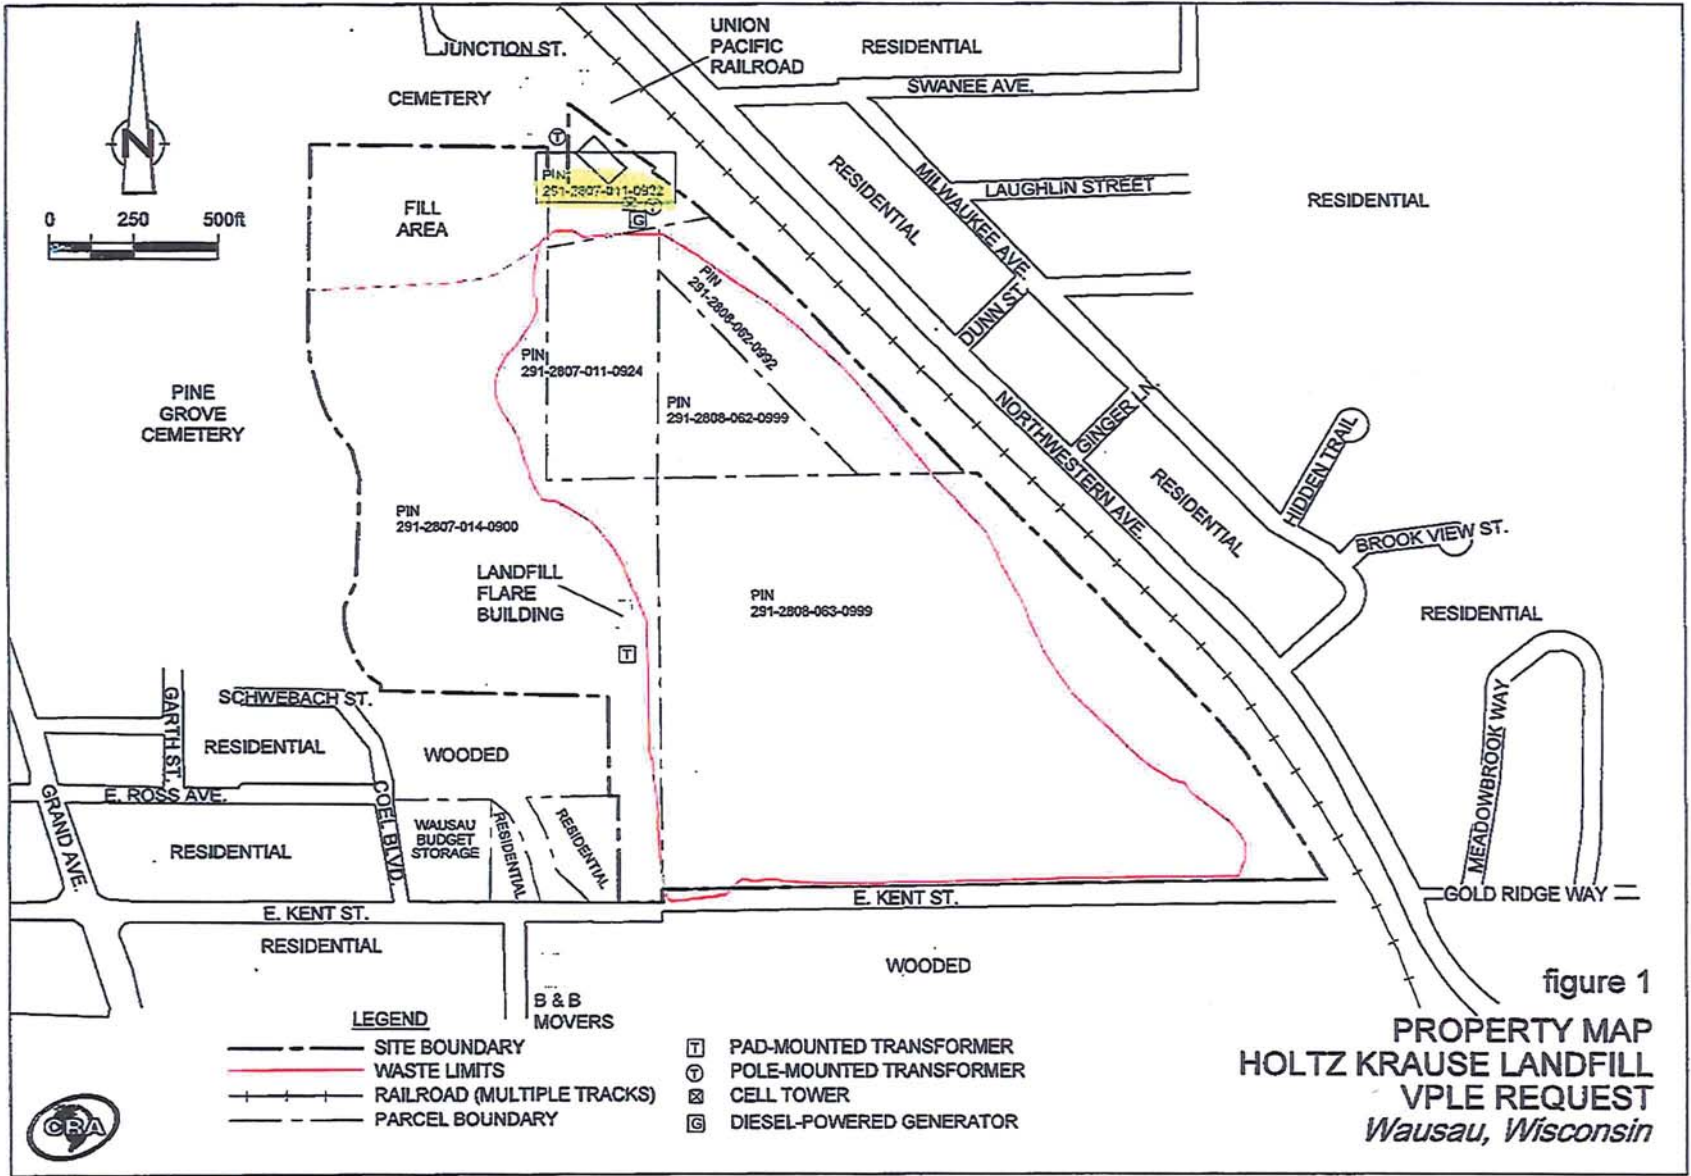 JUNCTION ST.
UNION
PACIFIC
RAILROAD
RESIDENTIAL
SWANEE AVE.
CEMETERY
N
0 250 500ft
FILL
AREA
T
PIN
291-2807-011-0922
G
RESIDENTIAL
MILWAUKEE AVE.
LAUGHLIN STREET
RESIDENTIAL
DUNN ST.
PIN
291-2808-062-0992
PIN
291-2807-011-0924
PIN
291-2808-062-0999
PINE
GROVE
CEMETERY
NORTHWESTERN AVE.
GINGER LN.
HIDDEN TRAIL
RESIDENTIAL
BROOK VIEW ST.
PIN
291-2807-014-0900
LANDFILL
FLARE
BUILDING
T
PIN
291-2808-063-0999
RESIDENTIAL
MEADOWBROOK WAY
GARTH ST.
SCHWEBACH ST.
RESIDENTIAL
WOODED
E. ROSS AVE.
COEL BLVD.
GRAND AVE.
RESIDENTIAL
WAUSAU
BUDGET
STORAGE
RESIDENTIAL
RESIDENTIAL
E. KENT ST.
E. KENT ST.
GOLD RIDGE WAY
RESIDENTIAL
WOODED
B & B
MOVERS
LEGEND
SITE BOUNDARY
WASTE LIMITS
RAILROAD (MULTIPLE TRACKS)
PARCEL BOUNDARY
T PAD-MOUNTED TRANSFORMER
T POLE-MOUNTED TRANSFORMER
CELL TOWER
G DIESEL-POWERED GENERATOR
CRA
figure 1
PROPERTY MAP
HOLTZ KRAUSE LANDFILL
VPLE REQUEST
Wausau, Wisconsin